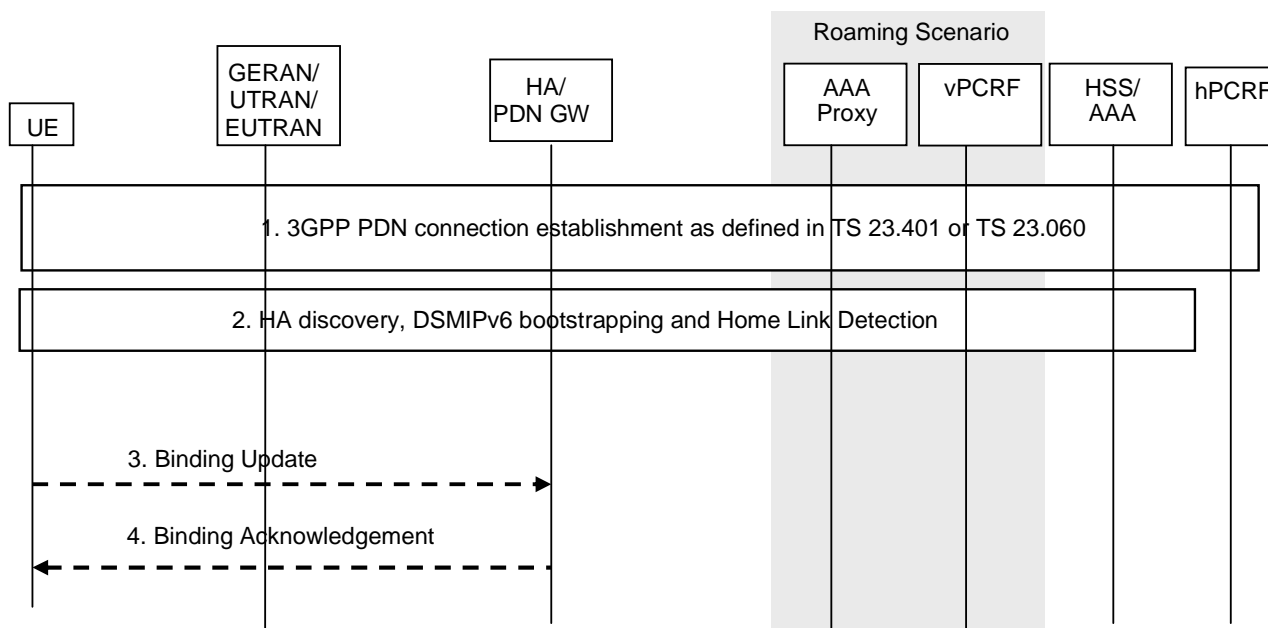 Roaming Scenario
UE
GERAN/
UTRAN/
EUTRAN
HA/
PDN GW
AAA
Proxy
vPCRF
HSS/
AAA
hPCRF
1. 3GPP PDN connection establishment as defined in TS 23.401 or TS 23.060
2. HA discovery, DSMIPv6 bootstrapping and Home Link Detection
3. Binding Update
4. Binding Acknowledgement